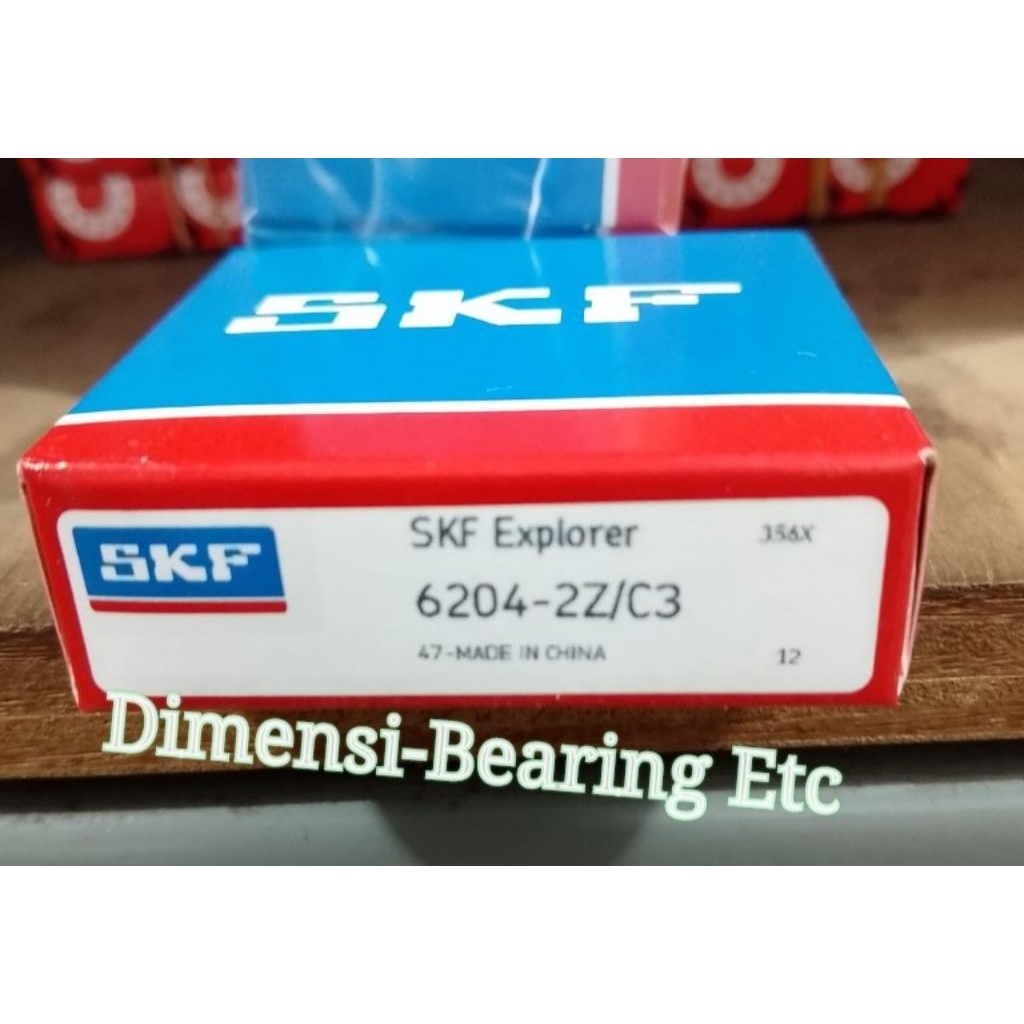 SKF
SKF
SKF Explorer
356X
6204-2Z/C3
47-MADE IN CHINA
12
Dimensi-Bearing Etc